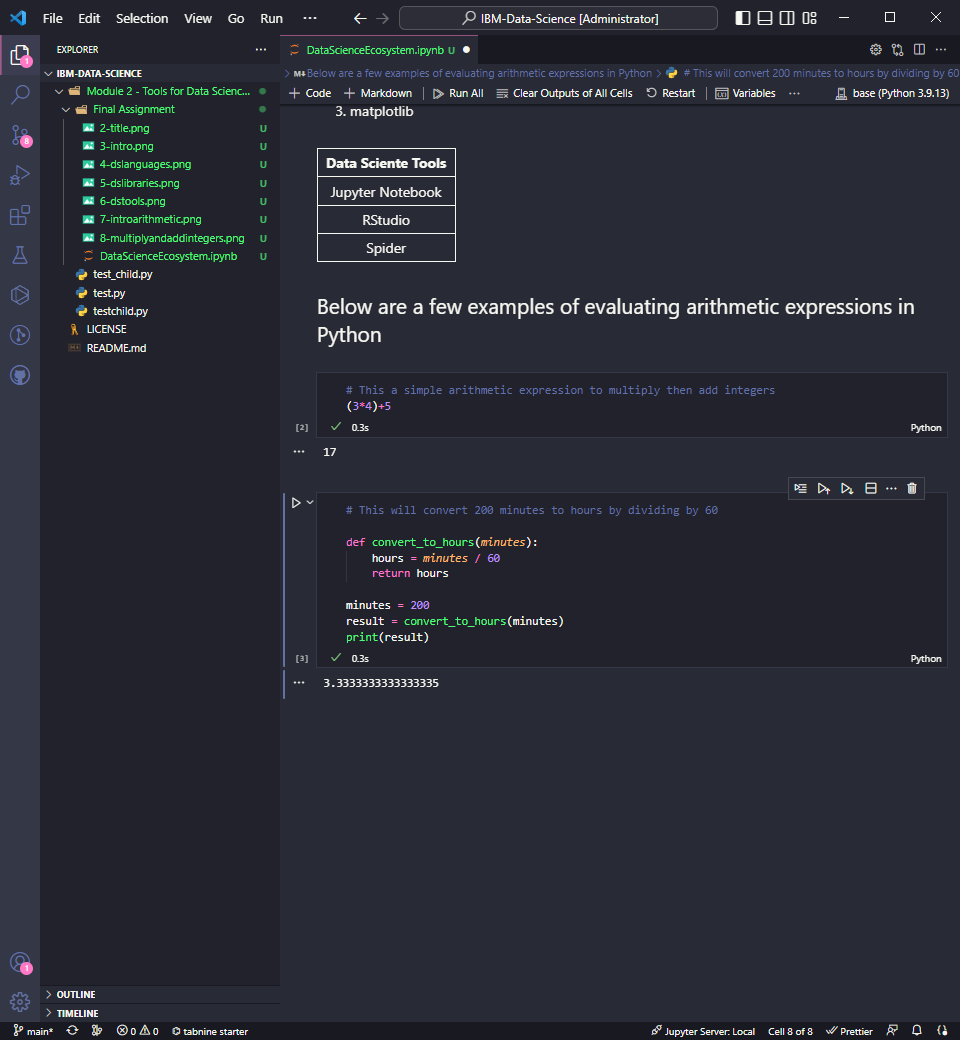 File Edit Selection View Go Run ··· IBM-Data-Science [Administrator]
EXPLORER ···
IBM-DATA-SCIENCE
Module 2 - Tools for Data Scienc...
Final Assignment
2-title.png U
3-intro.png U
4-dslanguages.png U
5-dslibraries.png U
6-dstools.png U
7-introarithmetic.png U
8-multiplyandaddintegers.png U
DataScienceEcosystem.ipynb U
test_child.py
test.py
testchild.py
LICENSE
README.md
OUTLINE
TIMELINE
1
8
1
DataScienceEcosystem.ipynb U
M↓ Below are a few examples of evaluating arithmetic expressions in Python > # This will convert 200 minutes to hours by dividing by 60
+ Code + Markdown Run All Clear Outputs of All Cells Restart Variables ··· base (Python 3.9.13)
3. matplotlib
Data Sciente Tools
Jupyter Notebook
RStudio
Spider
Below are a few examples of evaluating arithmetic expressions in
Python
# This a simple arithmetic expression to multiply then add integers
(3*4)+5
[2] ✓ 0.3s Python
··· 17
# This will convert 200 minutes to hours by dividing by 60
def convert_to_hours(minutes):
hours = minutes / 60
return hours
minutes = 200
result = convert_to_hours(minutes)
print(result)
[3] ✓ 0.3s Python
··· 3.3333333333333335
main* 0 0 tabnine starter Jupyter Server: Local Cell 8 of 8 Prettier